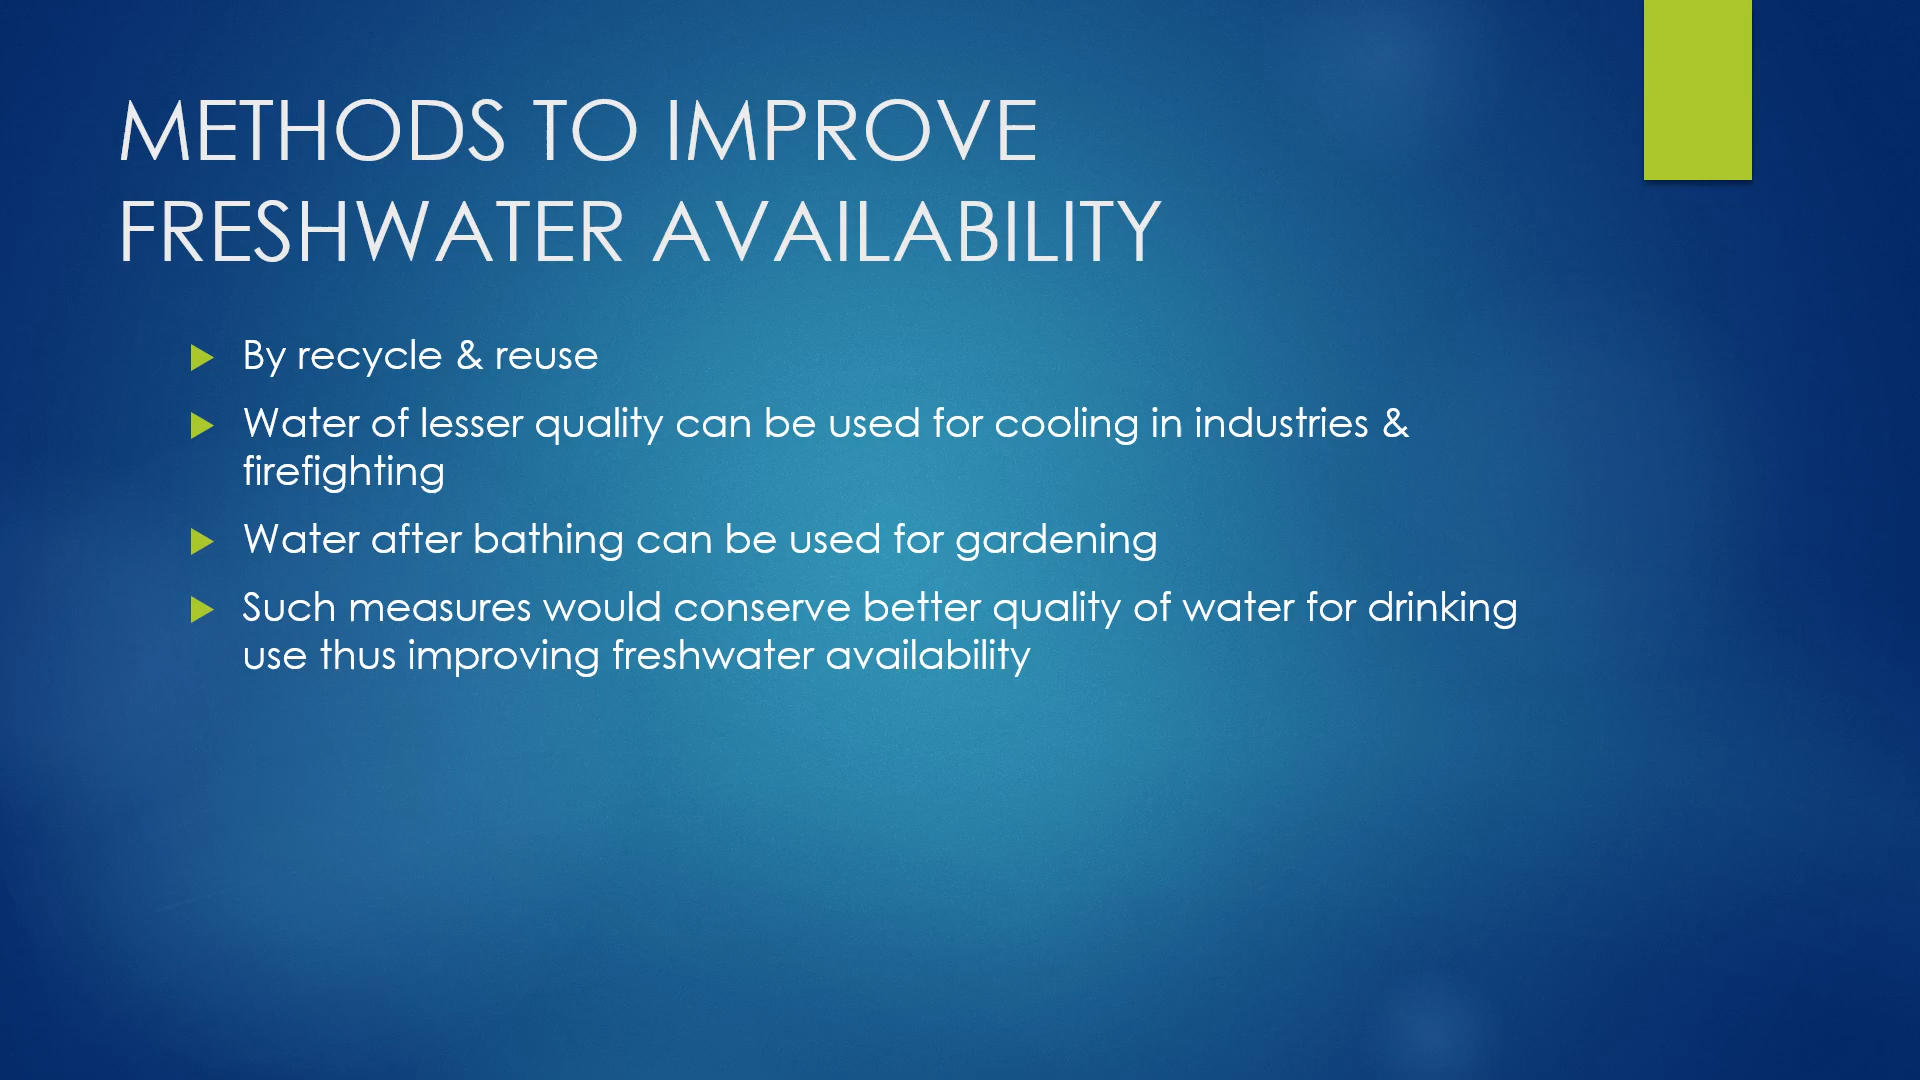 METHODS TO IMPROVE
FRESHWATER AVAILABILITY
By recycle & reuse
Water of lesser quality can be used for cooling in industries &
firefighting
Water after bathing can be used for gardening
Such measures would conserve better quality of water for drinking
use thus improving freshwater availability